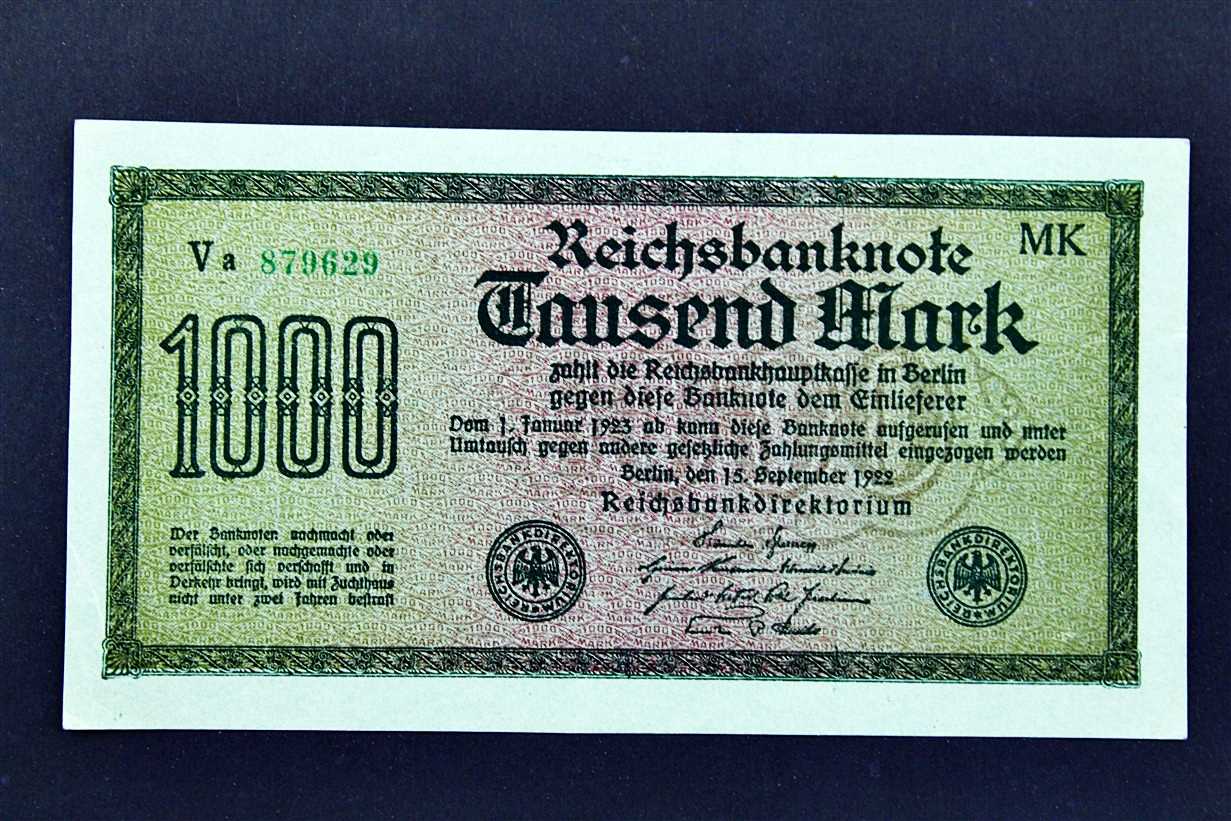 Reichsbanknote
MK
Va 879629
Tausend Mark
1000
zahlt die Reichsbankhauptkasse in Berlin
gegen diese Banknote dem Einlieferer
Vom 1. Januar 1923 ab kann diese Banknote aufgerufen und unter
Umtausch gegen andere gesetzliche Zahlungsmittel eingezogen werden
Berlin, den 15. September 1922
Reichsbankdirektorium
Wer Banknoten nachmacht oder
verfälscht, oder nachgemachte oder
verfälschte sich verschafft und in
Verkehr bringt, wird mit Zuchthaus
nicht unter zwei Jahren bestraft
REICHSBANKDIREKTORIUM
REICHSBANKDIREKTORIUM